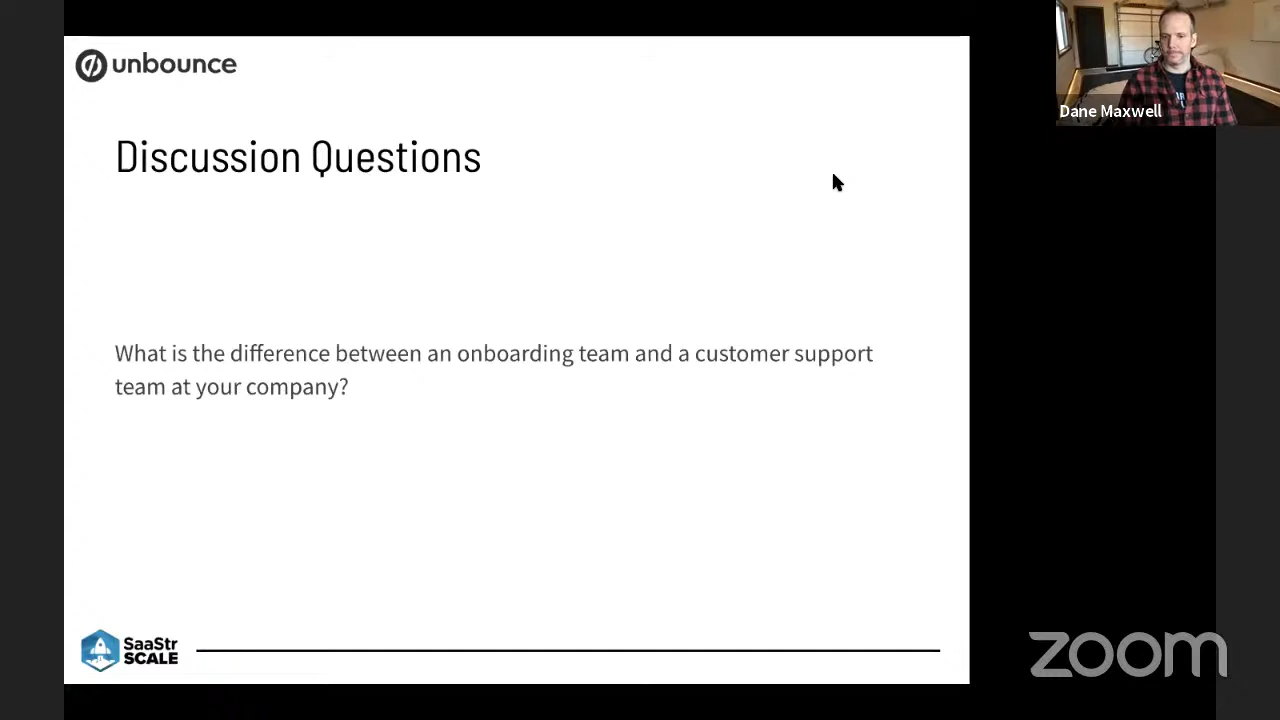 unbounce
Dane Maxwell
Discussion Questions
What is the difference between an onboarding team and a customer support
team at your company?
SaaStr
SCALE
zoom